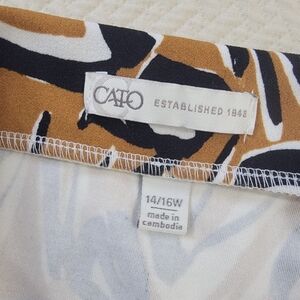 CATO
ESTABLISHED 1946
14/16W
made in
cambodia